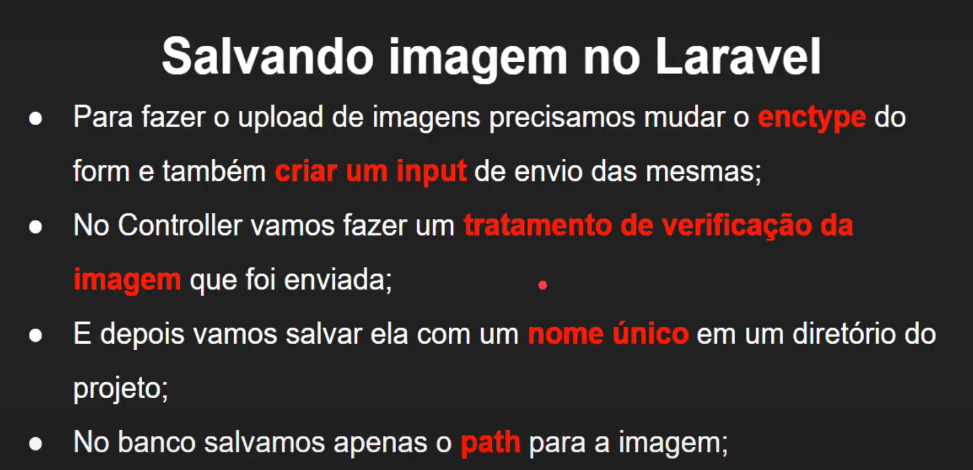 Salvando imagem no Laravel
● Para fazer o upload de imagens precisamos mudar o enctype do
form e também criar um input de envio das mesmas;
● No Controller vamos fazer um tratamento de verificação da
imagem que foi enviada;
● E depois vamos salvar ela com um nome único em um diretório do
projeto;
● No banco salvamos apenas o path para a imagem;